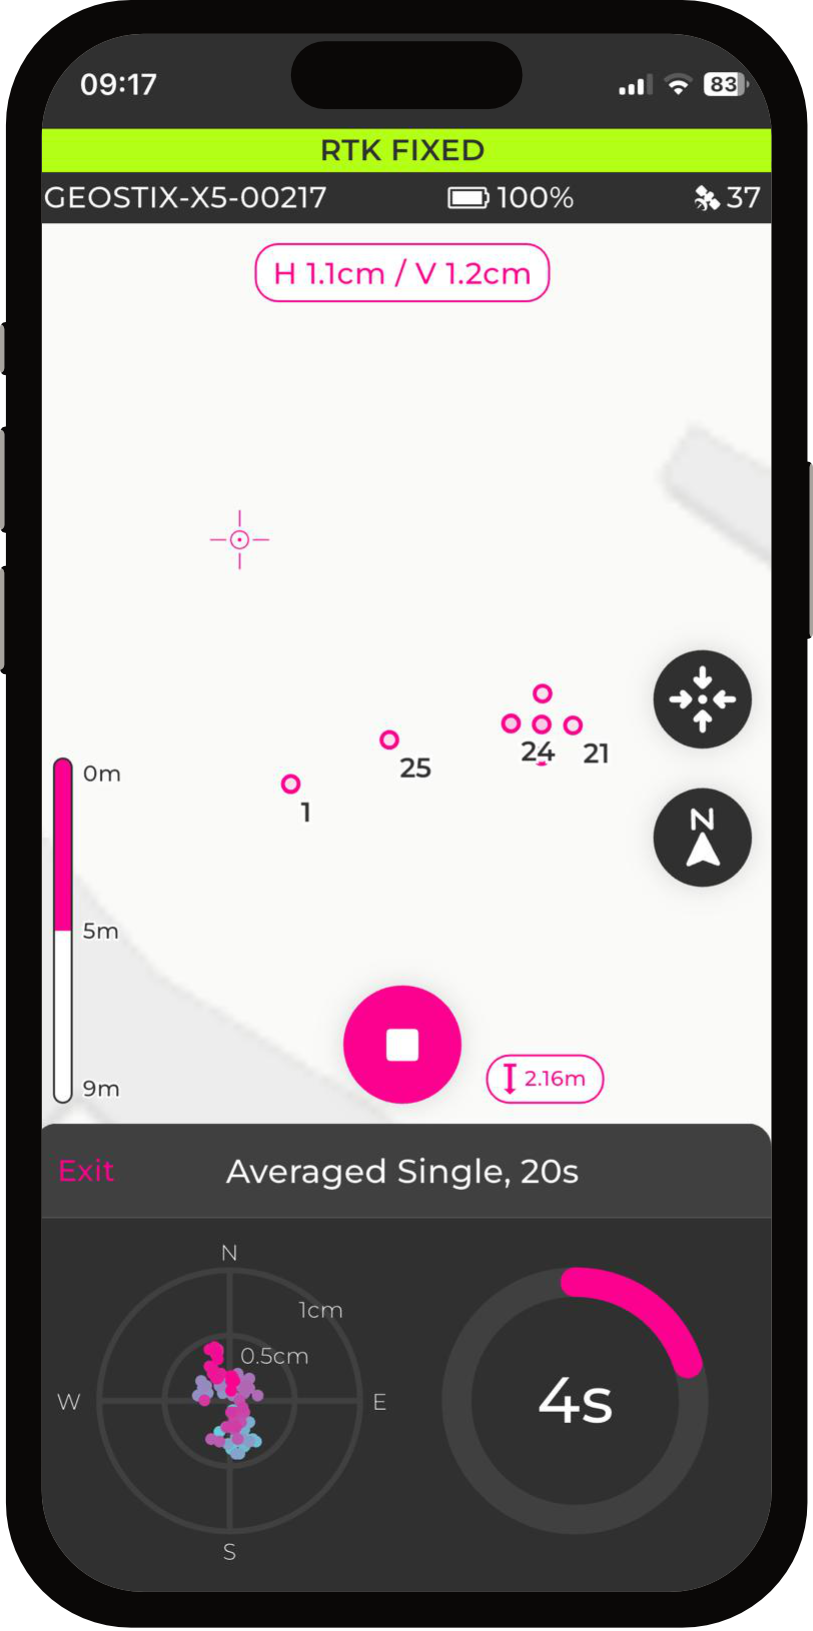 09:17 83
RTK FIXED
GEOSTIX-X5-00217 100% 37
H 1.1cm / V 1.2cm
24 21
25
1
0m
N
5m
9m
2.16m
Exit Averaged Single, 20s
N
1cm
0.5cm
W E
4s
S